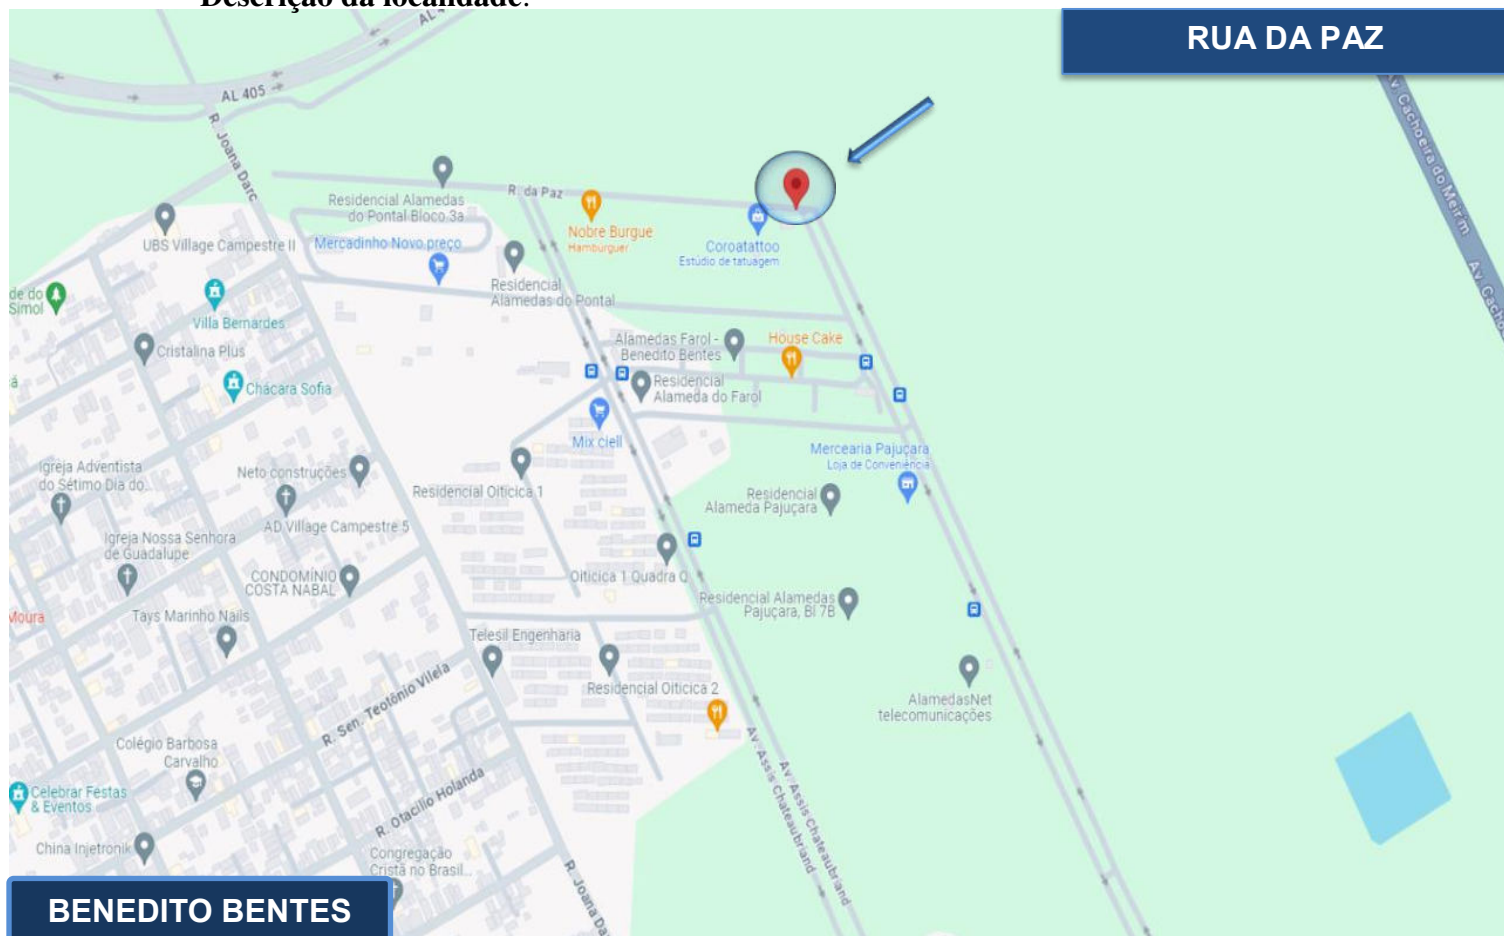 Descrição da localidade:
RUA DA PAZ
AL 405
R. Joana Darc
Av. Cachoeira do Meirim
R. da Paz
Residencial Alamedas
do Pontal Bloco 3a
Nobre Burgue
Hamburguer
Coroatattoo
Estúdio de tatuagem
UBS Village Campestre II
Mercadinho Novo preço
Residencial
Alamedas do Pontal
de do
Simol
Villa Bernardes
Alamedas Farol -
Benedito Bentes
House Cake
Cristalina Plus
Chácara Sofia
Residencial
Alameda do Farol
Mix ciell
Mercearia Pajuçara
Loja de Conveniência
Igreja Adventista
do Sétimo Dia do...
Neto construções
Residencial Oiticica 1
Residencial
Alameda Pajuçara
AD Village Campestre 5
Igreja Nossa Senhora
de Guadalupe
CONDOMÍNIO
COSTA NABAL
Oiticica 1 Quadra Q
Residencial Alamedas
Pajuçara, Bl 7B
Moura
Tays Marinho Nails
Telesil Engenharia
Residencial Oiticica 2
AlamedasNet
telecomunicações
R. Sen. Teotônio Vilela
Colégio Barbosa
Carvalho
Av. Assis Chateaubriand
Av. Assis Chateaubriand
Celebrar Festas
& Eventos
R. Otacilio Holanda
China Injetronik
Congregação
Cristã no Brasil...
R. Joana Da
BENEDITO BENTES